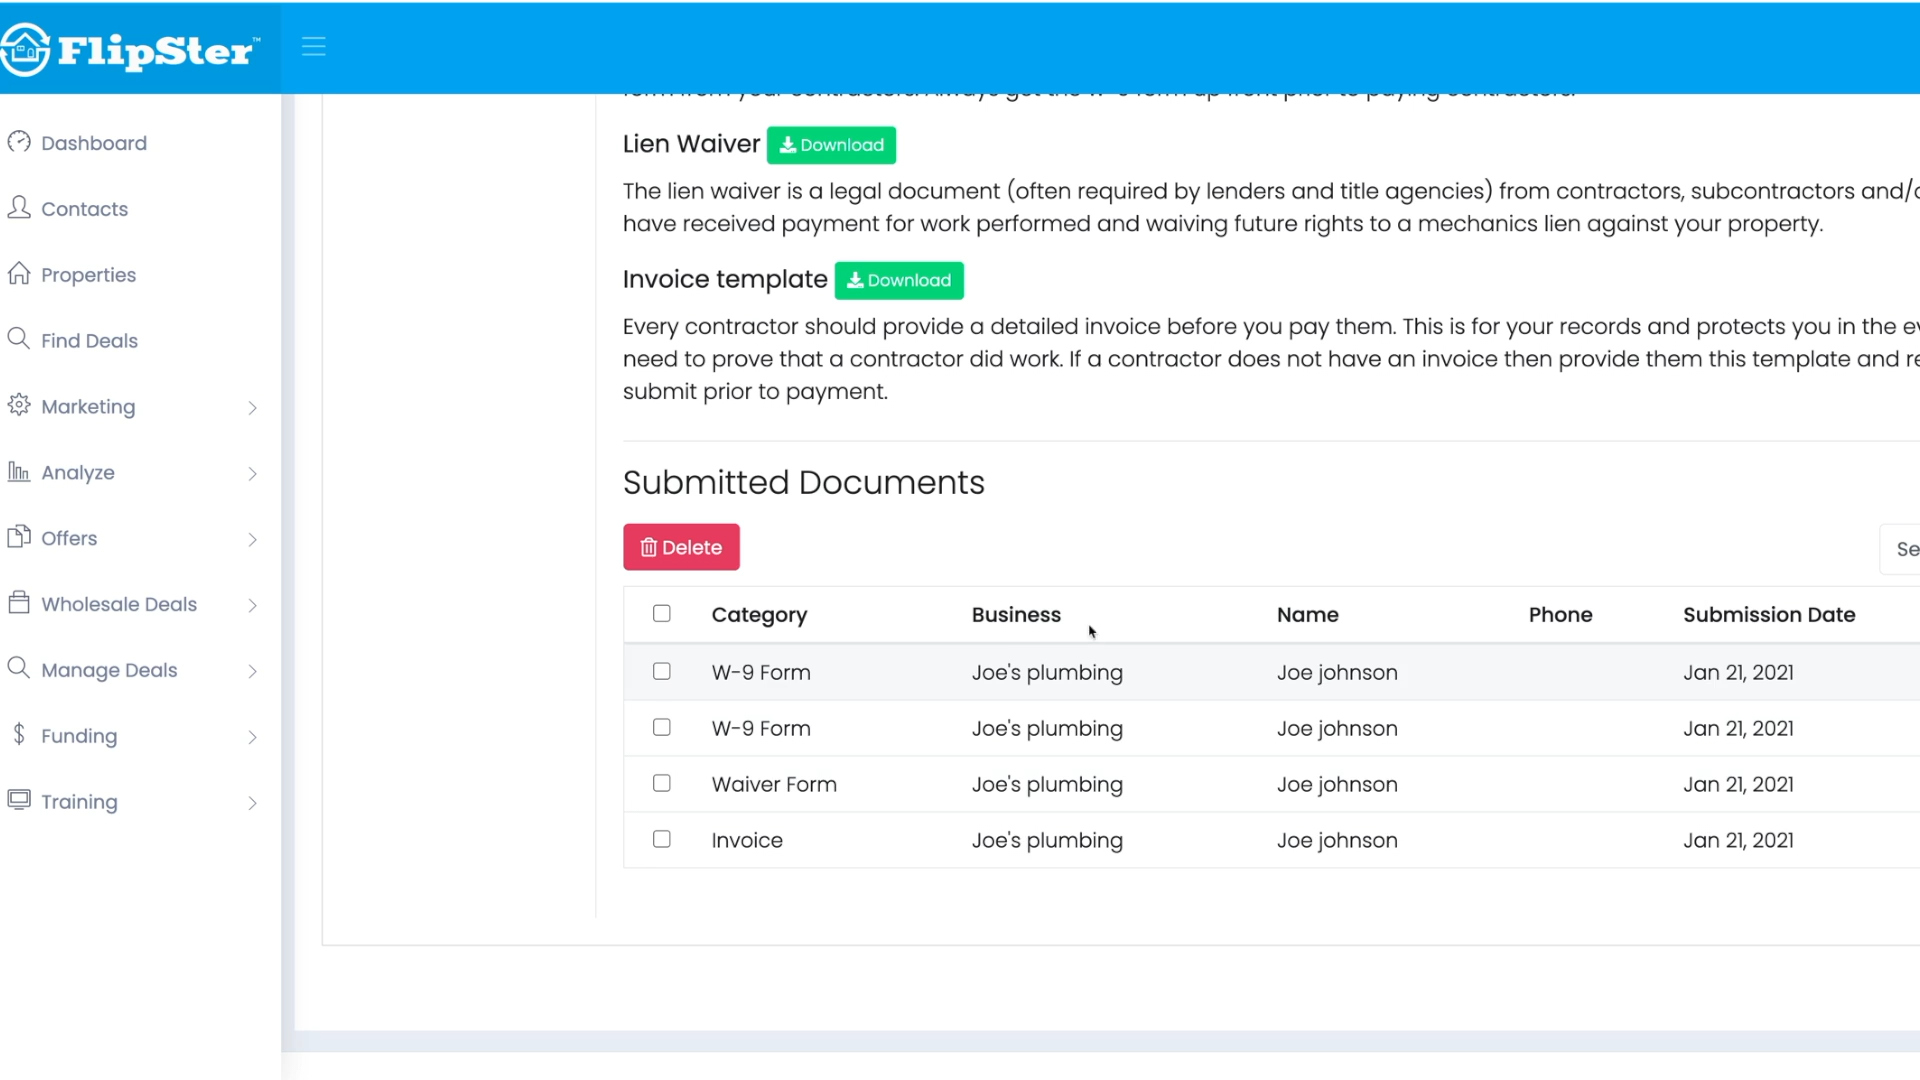 FlipSter™
Dashboard
Contacts
Properties
Find Deals
Marketing
Analyze
Offers
Wholesale Deals
Manage Deals
Funding
Training
Lien Waiver Download
The lien waiver is a legal document (often required by lenders and title agencies) from contractors, subcontractors and/
have received payment for work performed and waiving future rights to a mechanics lien against your property.
Invoice template Download
Every contractor should provide a detailed invoice before you pay them. This is for your records and protects you in the ev
need to prove that a contractor did work. If a contractor does not have an invoice then provide them this template and re
submit prior to payment.
Submitted Documents
Delete
Se
Category Business Name Phone Submission Date
W-9 Form Joe's plumbing Joe johnson Jan 21, 2021
W-9 Form Joe's plumbing Joe johnson Jan 21, 2021
Waiver Form Joe's plumbing Joe johnson Jan 21, 2021
Invoice Joe's plumbing Joe johnson Jan 21, 2021